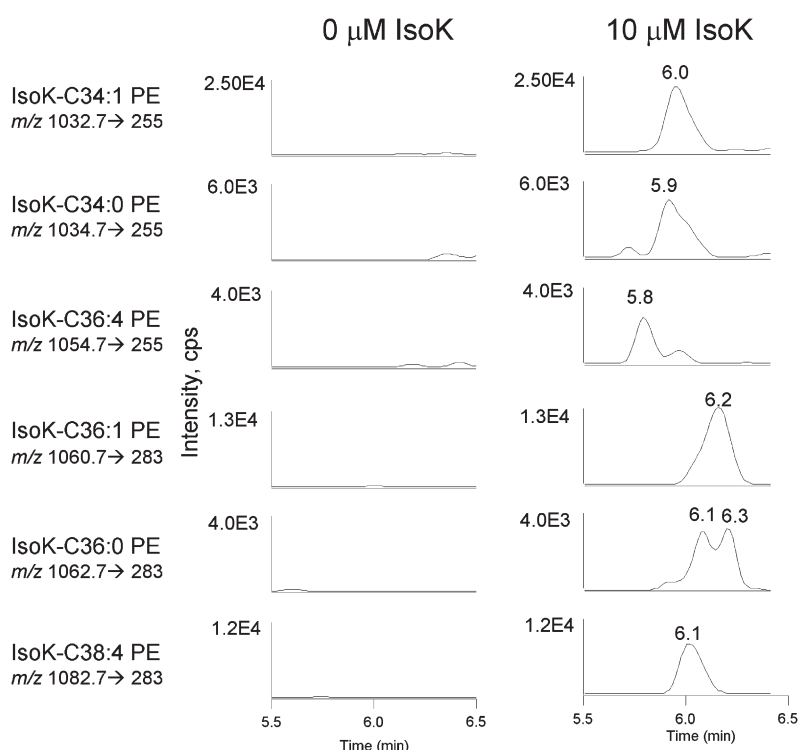 0 μM IsoK
10 μM IsoK
IsoK-C34:1 PE
m/z 1032.7→ 255
2.50E4
2.50E4
6.0
IsoK-C34:0 PE
m/z 1034.7→ 255
6.0E3
6.0E3
5.9
IsoK-C36:4 PE
m/z 1054.7→ 255
4.0E3
4.0E3
5.8
Intensity, cps
IsoK-C36:1 PE
m/z 1060.7→ 283
1.3E4
1.3E4
6.2
IsoK-C36:0 PE
m/z 1062.7→ 283
4.0E3
4.0E3
6.1 6.3
IsoK-C38:4 PE
m/z 1082.7→ 283
1.2E4
1.2E4
6.1
5.5 6.0 6.5
Time (min)
5.5 6.0 6.5
Time (min)